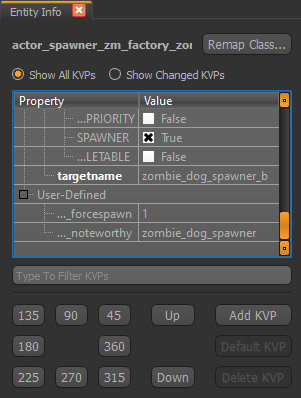 Entity Info
actor_spawner_zm_factory_zor
Remap Class...
Show All KVPs Show Changed KVPs
Property Value
...PRIORITY False
SPAWNER True
...LETABLE False
targetname zombie_dog_spawner_b
User-Defined
..._forcespawn 1
..._noteworthy zombie_dog_spawner
Type To Filter KVPs
135 90 45 Up Add KVP
180 360 Default KVP
225 270 315 Down Delete KVP